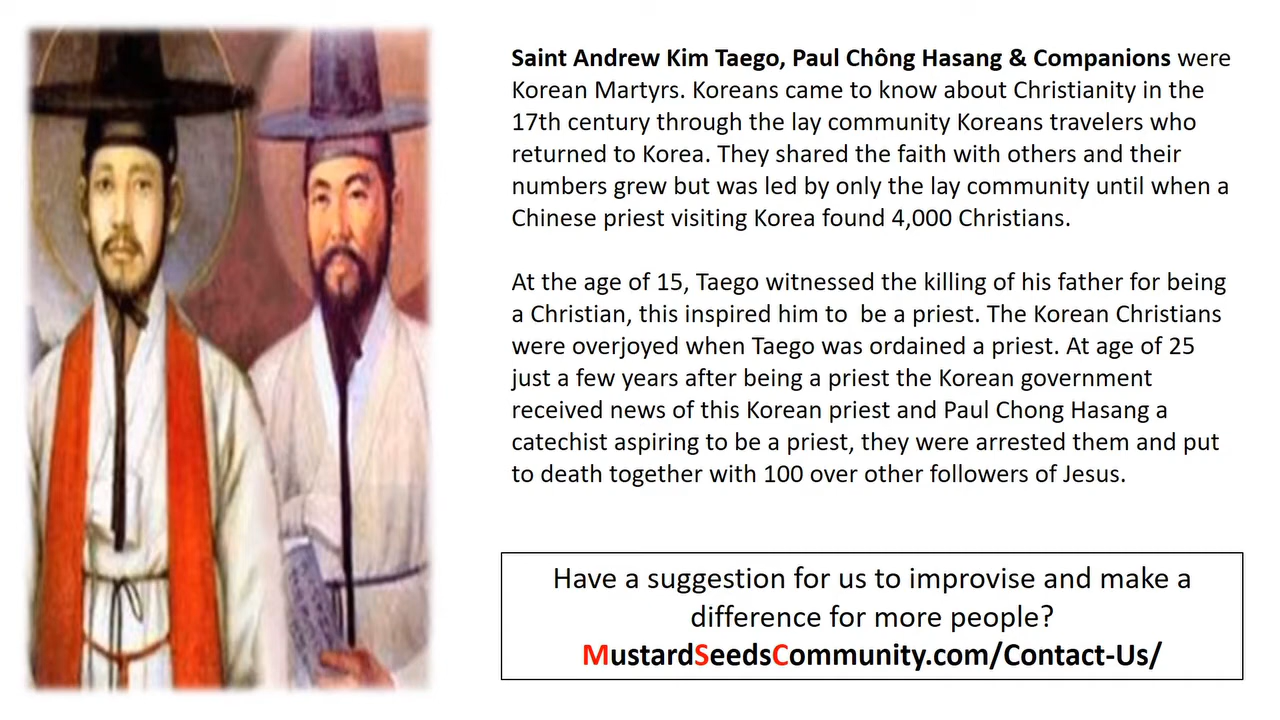 Saint Andrew Kim Taego, Paul Chông Hasang & Companions were
Korean Martyrs. Koreans came to know about Christianity in the
17th century through the lay community Koreans travelers who
returned to Korea. They shared the faith with others and their
numbers grew but was led by only the lay community until when a
Chinese priest visiting Korea found 4,000 Christians.
At the age of 15, Taego witnessed the killing of his father for being
a Christian, this inspired him to  be a priest. The Korean Christians
were overjoyed when Taego was ordained a priest. At age of 25
just a few years after being a priest the Korean government
received news of this Korean priest and Paul Chong Hasang a
catechist aspiring to be a priest, they were arrested them and put
to death together with 100 over other followers of Jesus.
Have a suggestion for us to improvise and make a
difference for more people?
MustardSeedsCommunity.com/Contact-Us/